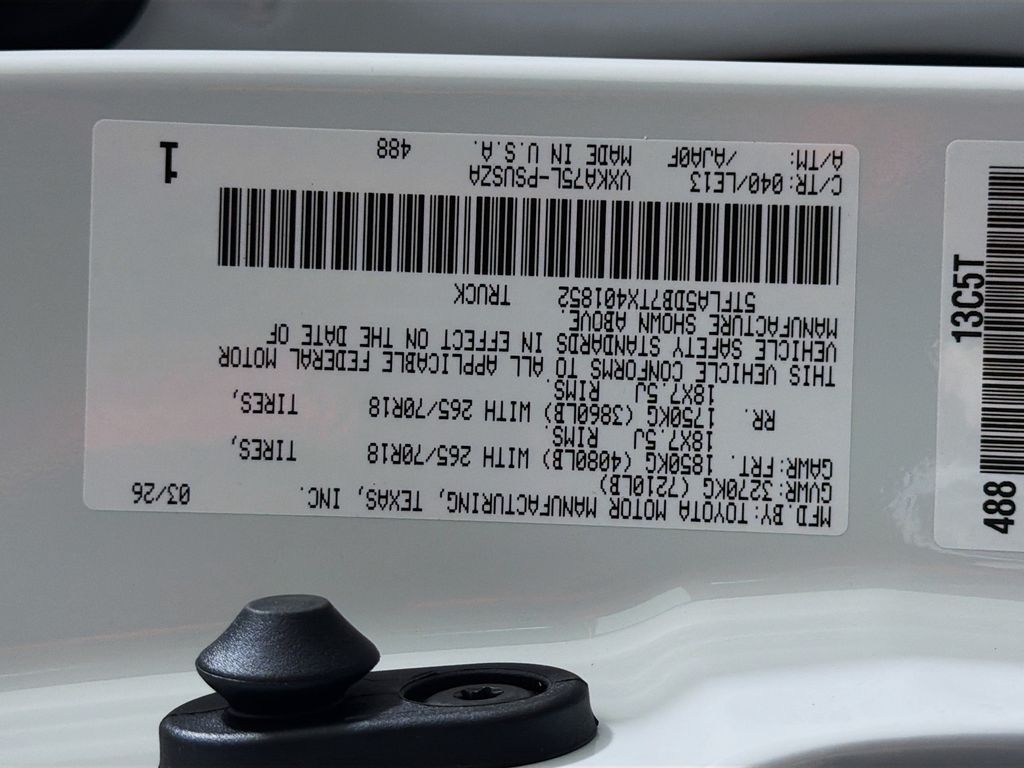 MFD.BY:TOYOTA MOTOR MANUFACTURING, TEXAS, INC. 03/26
GVWR:3270KG (7210LB)
GAWR:FRT. 1850KG (4080LB) WITH 265/70R18 TIRES,
18X7.5J RIMS.
RR. 1750KG (3860LB) WITH 265/70R18 TIRES,
18X7.5J RIMS.
THIS VEHICLE CONFORMS TO ALL APPLICABLE FEDERAL MOTOR
VEHICLE SAFETY STANDARDS IN EFFECT ON THE DATE OF
MANUFACTURE SHOWN ABOVE.
5TFLA5DB7TX401852 TRUCK
C/TR:040/LE13 VXKA75L-PSUSZA
A/TM: /AJA0F MADE IN U.S.A. 488
1
13C5T
488